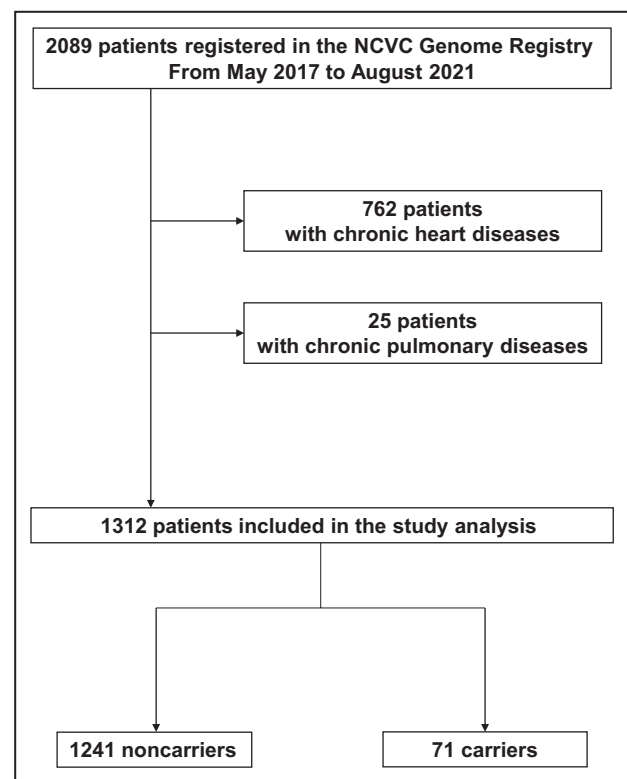 2089 patients registered in the NCVC Genome Registry
From May 2017 to August 2021
762 patients
with chronic heart diseases
25 patients
with chronic pulmonary diseases
1312 patients included in the study analysis
1241 noncarriers
71 carriers